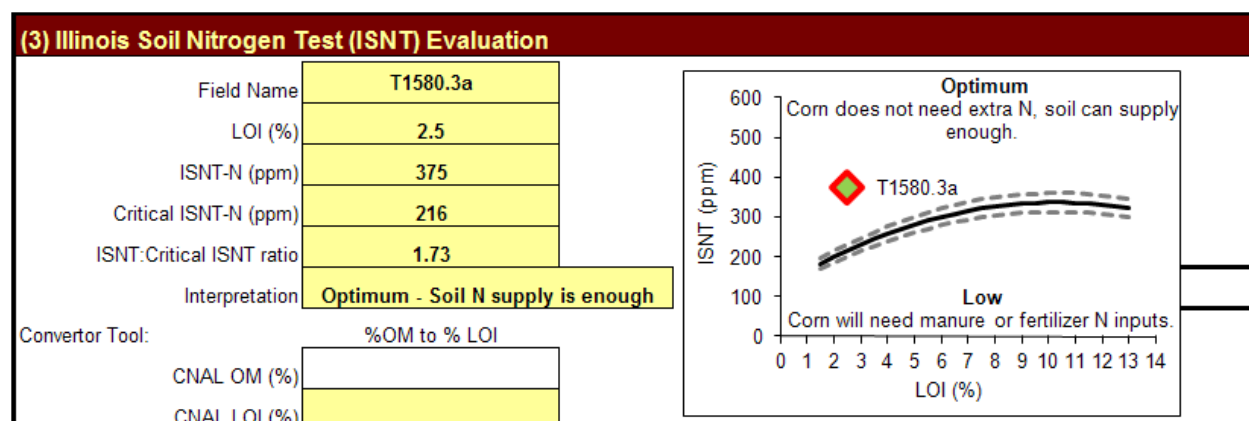 (3) Illinois Soil Nitrogen Test (ISNT) Evaluation
Field Name T1580.3a
LOI (%) 2.5
ISNT-N (ppm) 375
Critical ISNT-N (ppm) 216
ISNT:Critical ISNT ratio 1.73
Interpretation Optimum - Soil N supply is enough
Convertor Tool: %OM to % LOI
CNAL OM (%)
CNAL LOI (%)
Optimum
Corn does not need extra N, soil can supply
enough.
T1580.3a
Low
Corn will need manure or fertilizer N inputs.
ISNT (ppm)
600
500
400
300
200
100
0
0 1 2 3 4 5 6 7 8 9 10 11 12 13 14
LOI (%)